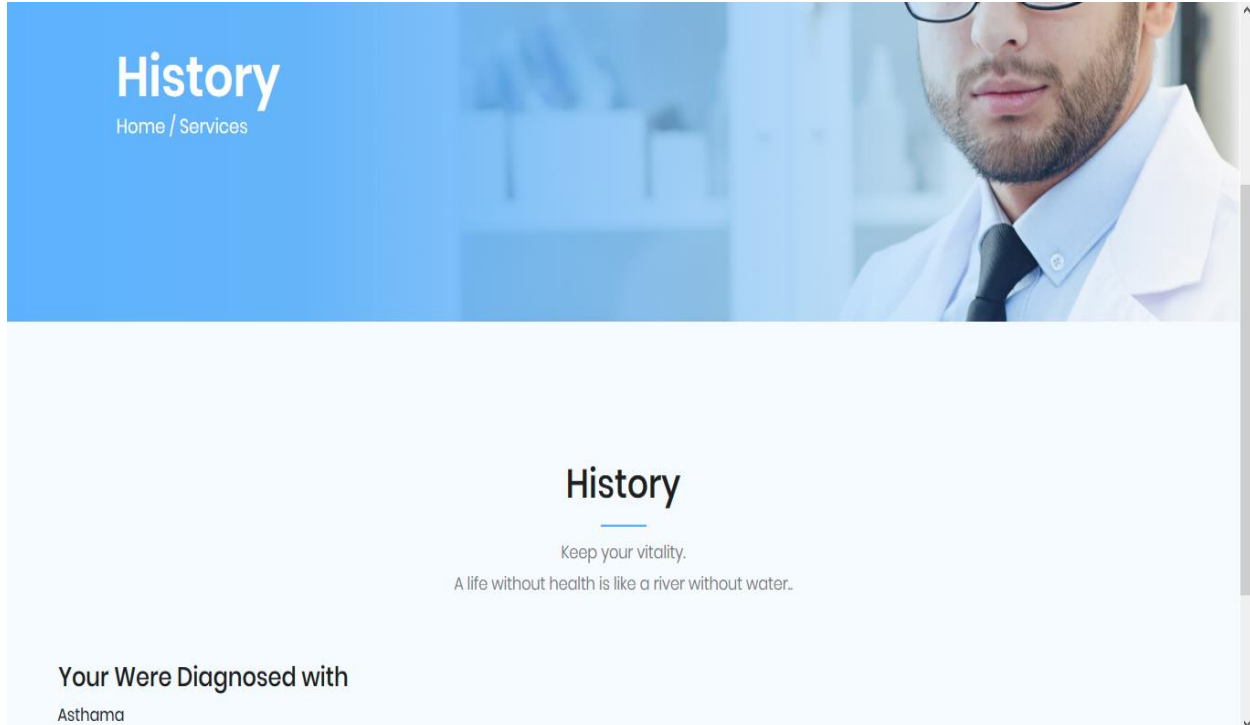 History
Home / Services
History
Keep your vitality.
A life without health is like a river without water..
Your Were Diagnosed with
Asthama